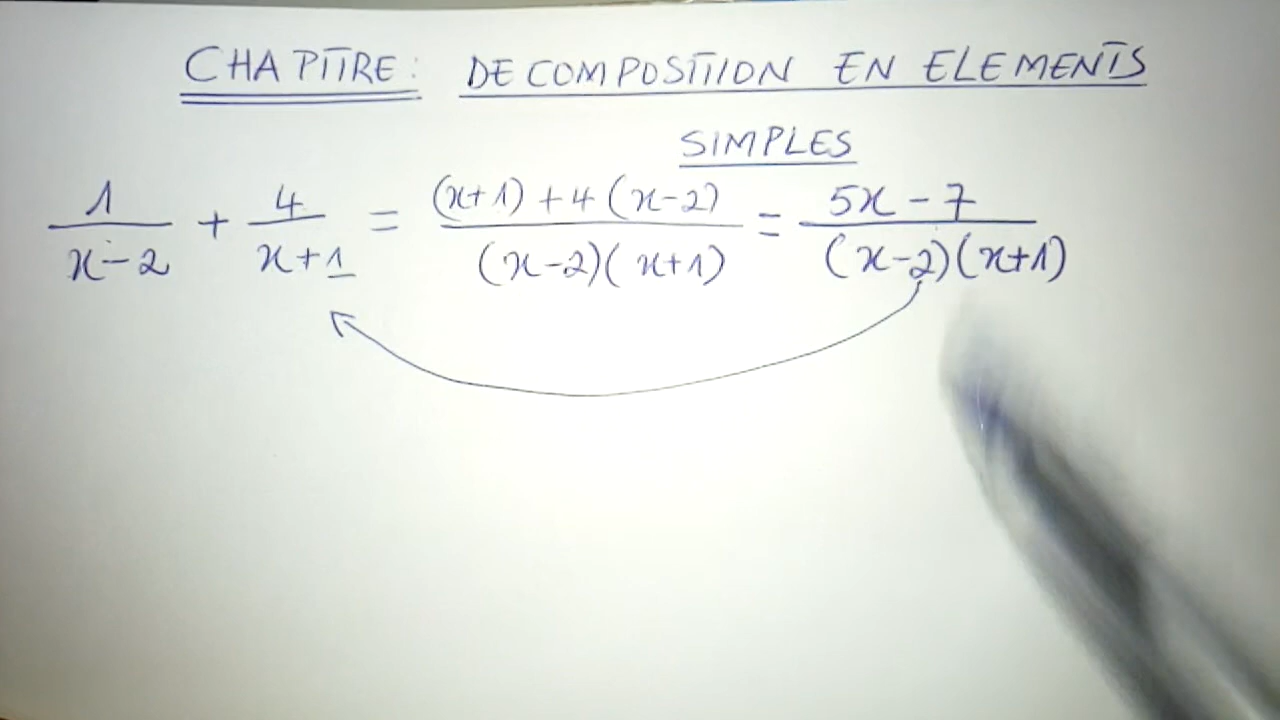 CHAPITRE : DECOMPOSITION EN ELEMENTS
SIMPLES
1/(x-2) + 4/(x+1) = ((x+1)+4(x-2))/((x-2)(x+1)) = (5x-7)/((x-2)(x+1))